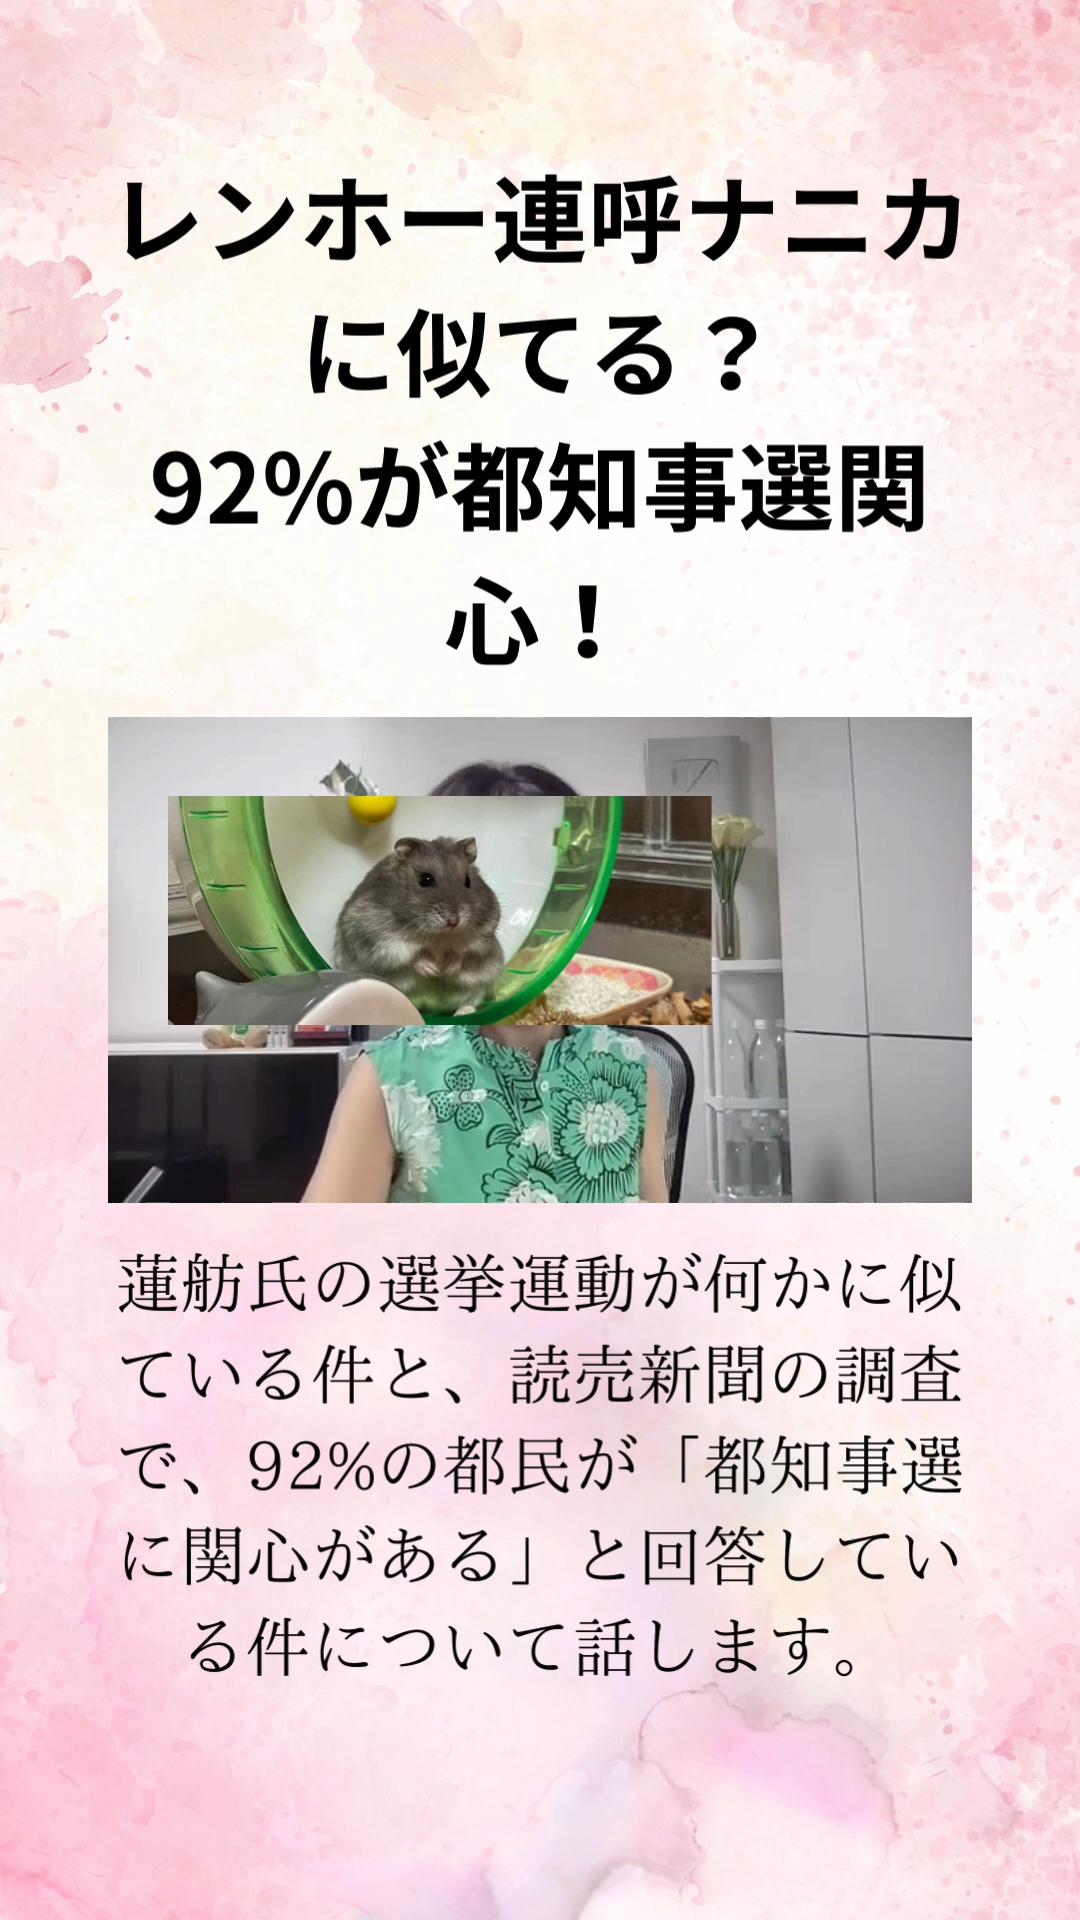 レンホー連呼ナニカ
に似てる？
92%が都知事選関
心！
蓮舫氏の選挙運動が何かに似
ている件と、読売新聞の調査
で、92%の都民が「都知事選
に関心がある」と回答してい
る件について話します。